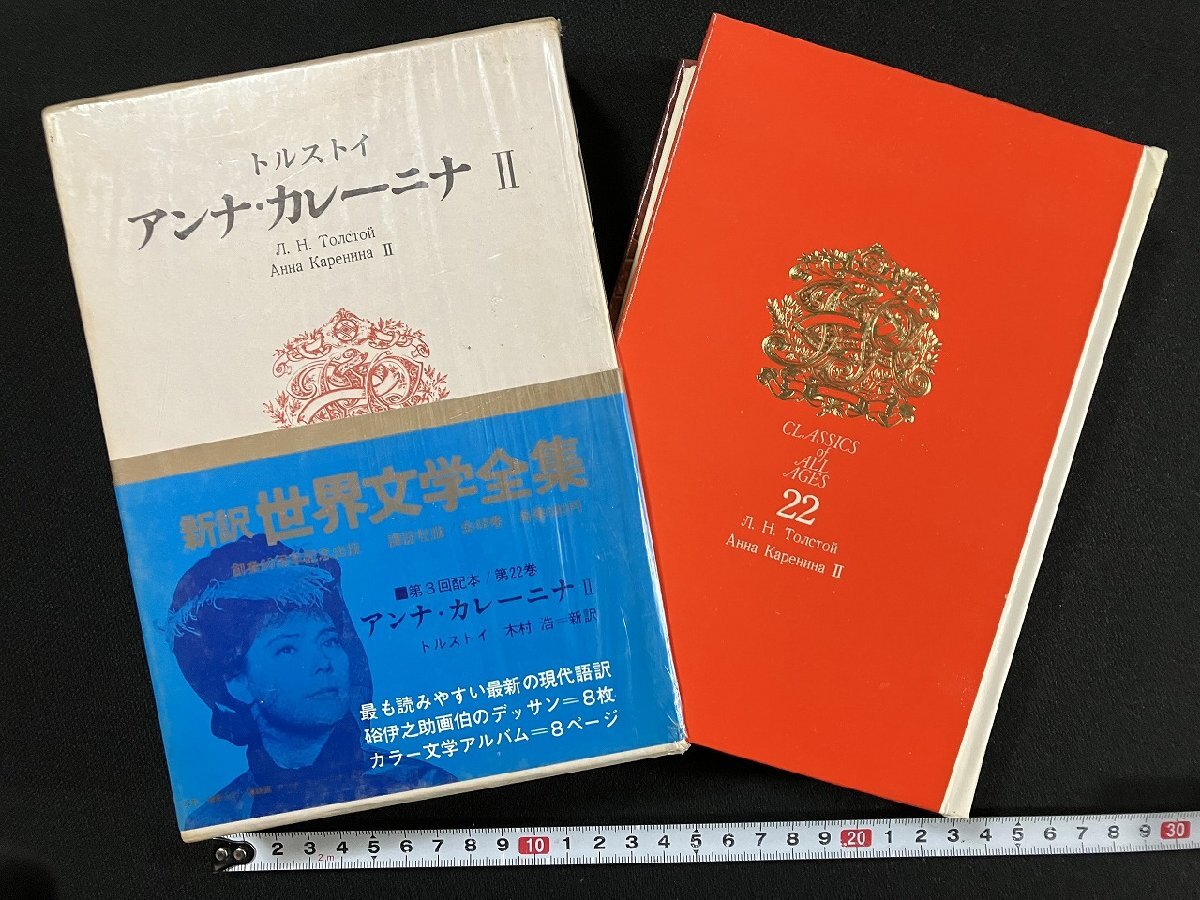 トルストイ
アンナ・カレーニナ II
Л. Н. Толстой
Анна Каренина II
新訳 世界文学全集
■第3回配本/第22巻
アンナ・カレーニナ II
トルストイ 木村 浩=新訳
最も読みやすい最新の現代語訳
硲伊之助画伯のデッサン=8枚
カラー文学アルバム=8ページ
CLASSICS
of
ALL
AGES
22
Л. Н. Толстой
Анна Каренина II
2 3 4 5 6 7 8 9 10 1 2 3 4 5 6 7 8 9 20 1 2 3 4 5 6 7 8 9 30
2m